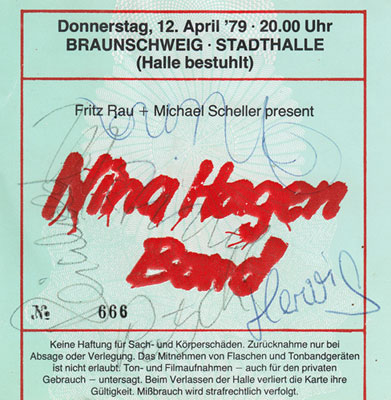 Donnerstag, 12. April '79 · 20.00 Uhr
BRAUNSCHWEIG · STADTHALLE
(Halle bestuhlt)
Fritz Rau + Michael Scheller present
Nina Hagen
Band
Herwig
№ 666
Keine Haftung für Sach- und Körperschäden. Zurücknahme nur bei
Absage oder Verlegung. Das Mitnehmen von Flaschen und Tonbandgeräten
ist nicht erlaubt. Ton- und Filmaufnahmen – auch für den privaten
Gebrauch – untersagt. Beim Verlassen der Halle verliert die Karte ihre
Gültigkeit. Mißbrauch wird strafrechtlich verfolgt.